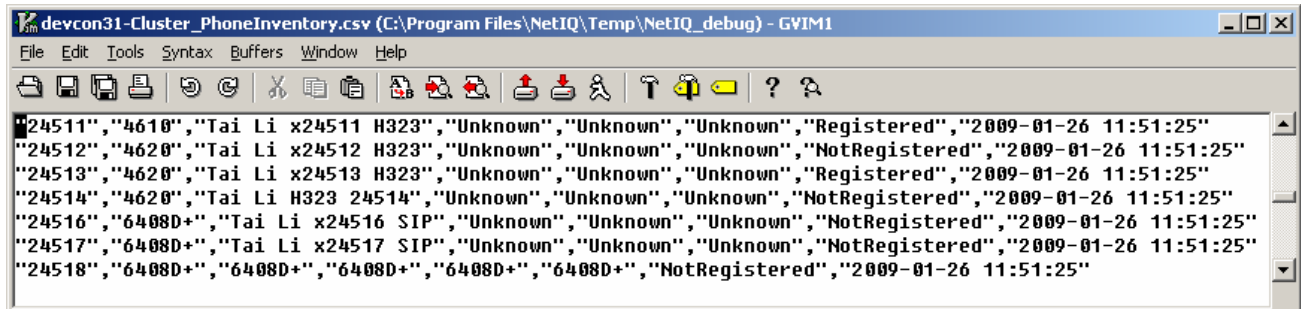 devcon31-Cluster_PhoneInventory.csv (C:\Program Files\NetIQ\Temp\NetIQ_debug) - GVIM1
File Edit Tools Syntax Buffers Window Help
"24511","4610","Tai Li x24511 H323","Unknown","Unknown","Unknown","Registered","2009-01-26 11:51:25"
"24512","4620","Tai Li x24512 H323","Unknown","Unknown","Unknown","NotRegistered","2009-01-26 11:51:25"
"24513","4620","Tai Li x24513 H323","Unknown","Unknown","Unknown","Registered","2009-01-26 11:51:25"
"24514","4620","Tai Li H323 24514","Unknown","Unknown","Unknown","NotRegistered","2009-01-26 11:51:25"
"24516","6408D+","Tai Li x24516 SIP","Unknown","Unknown","Unknown","NotRegistered","2009-01-26 11:51:25"
"24517","6408D+","Tai Li x24517 SIP","Unknown","Unknown","Unknown","NotRegistered","2009-01-26 11:51:25"
"24518","6408D+","6408D+","6408D+","6408D+","6408D+","NotRegistered","2009-01-26 11:51:25"